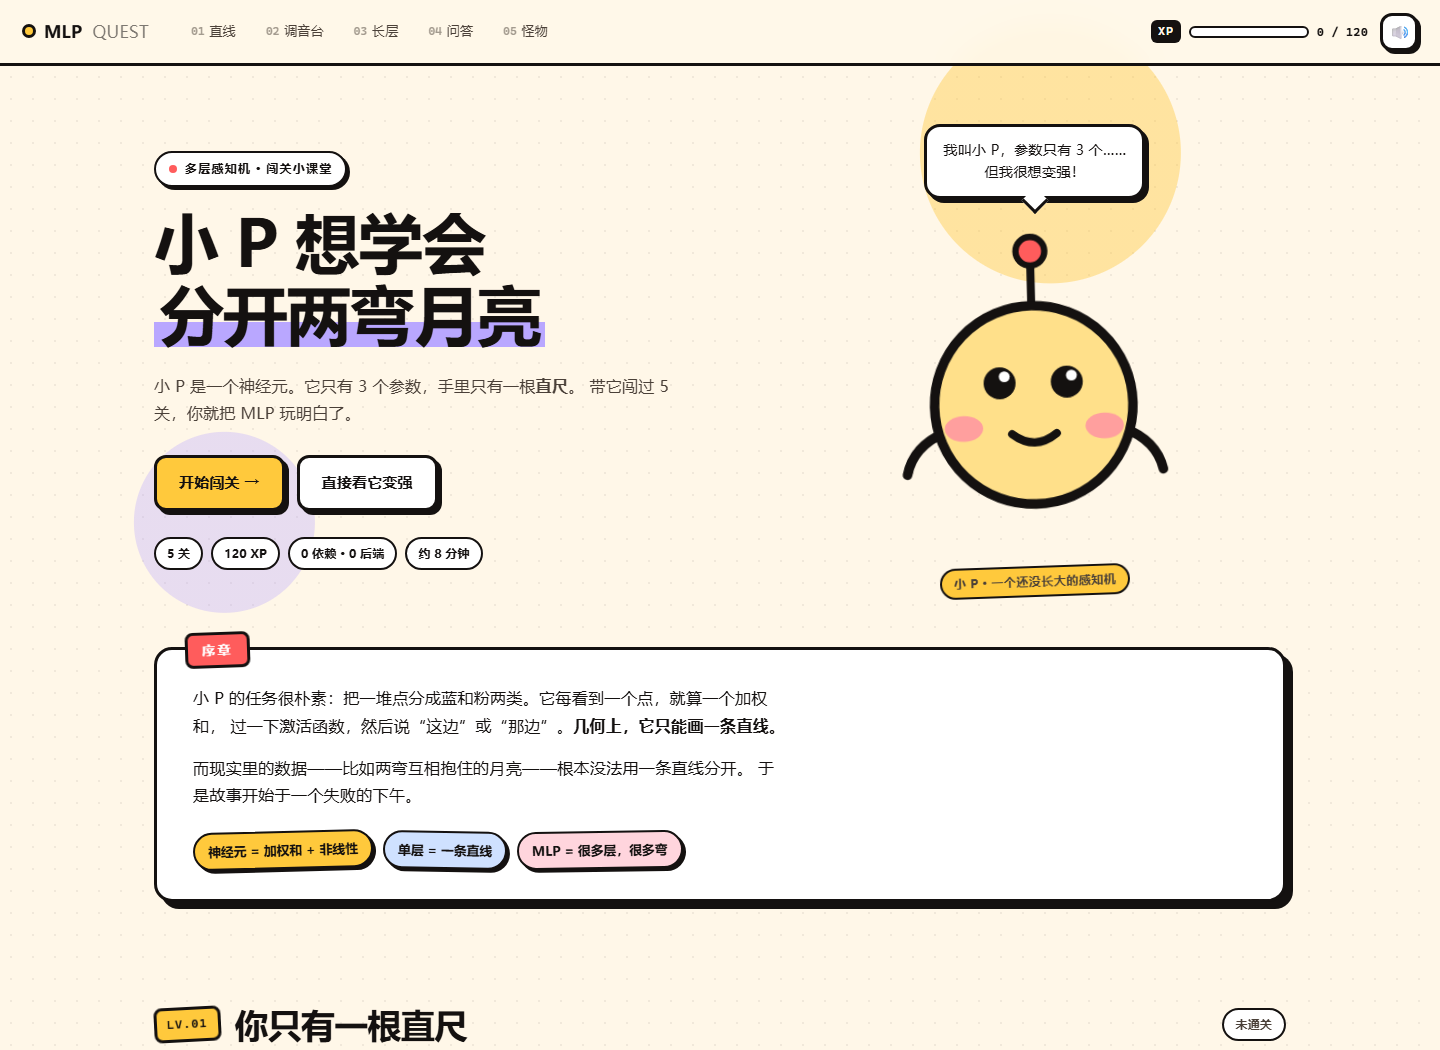 MLP QUEST
01 直线
02 调音台
03 长层
04 问答
05 怪物
XP
0 / 120
多层感知机 • 闯关小课堂
小 P 想学会
分开两弯月亮
小 P 是一个神经元。它只有 3 个参数，手里只有一根直尺。 带它闯过 5
关，你就把 MLP 玩明白了。
开始闯关 →
直接看它变强
5 关
120 XP
0 依赖 • 0 后端
约 8 分钟
我叫小 P，参数只有 3 个……
但我很想变强！
小 P • 一个还没长大的感知机
序章
小 P 的任务很朴素：把一堆点分成蓝和粉两类。它每看到一个点，就算一个加权
和， 过一下激活函数，然后说“这边”或“那边”。几何上，它只能画一条直线。
而现实里的数据——比如两弯互相抱住的月亮——根本没法用一条直线分开。 于
是故事开始于一个失败的下午。
神经元 = 加权和 + 非线性
单层 = 一条直线
MLP = 很多层，很多弯
LV.01
你只有一根直尺
未通关